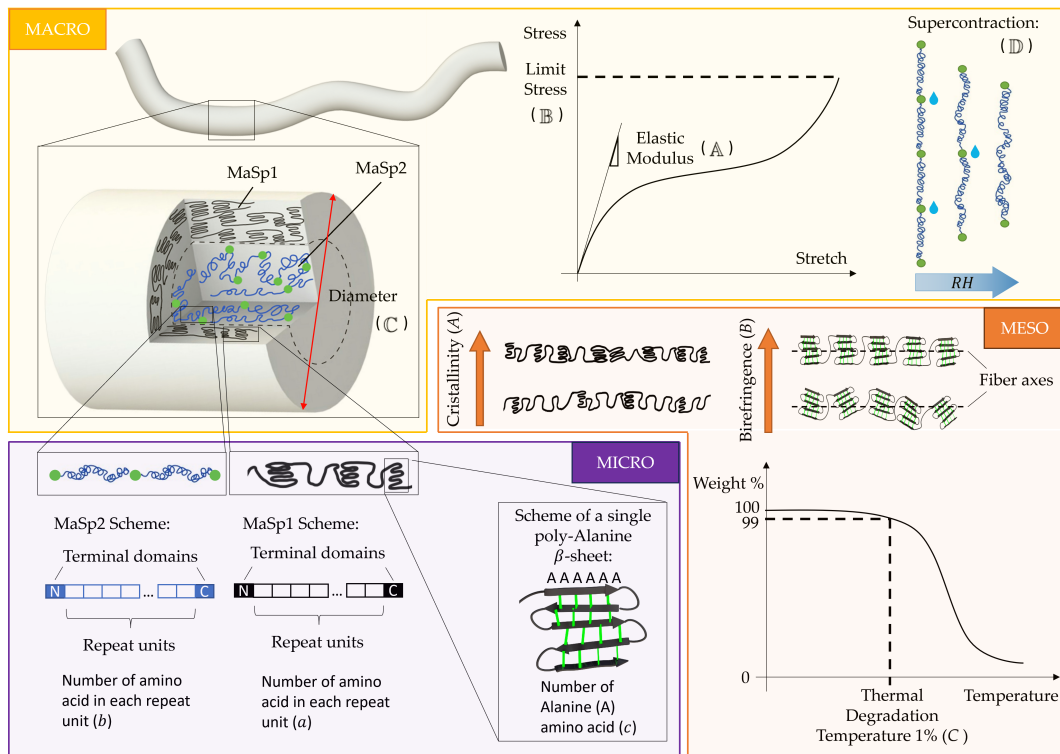 MACRO
MaSp1
MaSp2
Diameter
(ℂ)
Stress
Limit
Stress
(𝔹)
Elastic
Modulus
(𝔸)
Stretch
Supercontraction:
(𝔻)
RH
MESO
Cristallinity (A)
Birefringence (B)
Fiber axes
Weight %
100
99
0
Thermal
Degradation
Temperature 1% (C)
Temperature
MICRO
MaSp2 Scheme:
Terminal domains
N
...
C
Repeat units
Number of amino
acid in each repeat
unit (b)
MaSp1 Scheme:
Terminal domains
N
...
C
Repeat units
Number of amino
acid in each repeat
unit (a)
Scheme of a single
poly-Alanine
β-sheet:
A A A A A A
Number of
Alanine (A)
amino acid (c)